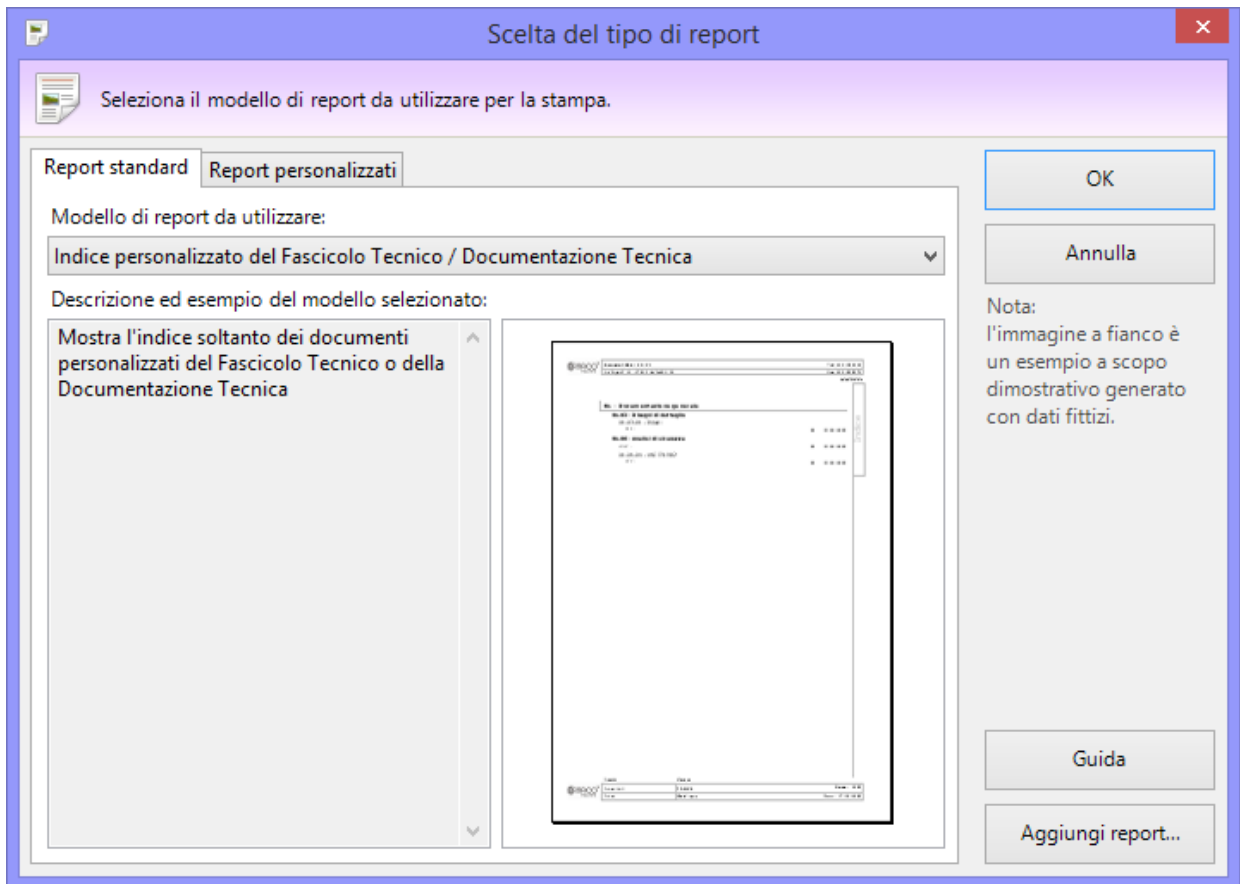 Scelta del tipo di report
Seleziona il modello di report da utilizzare per la stampa.
Report standard
Report personalizzati
Modello di report da utilizzare:
Indice personalizzato del Fascicolo Tecnico / Documentazione Tecnica
Descrizione ed esempio del modello selezionato:
Mostra l'indice soltanto dei documenti
personalizzati del Fascicolo Tecnico o della
Documentazione Tecnica
Indice
OK
Annulla
Nota:
l'immagine a fianco è
un esempio a scopo
dimostrativo generato
con dati fittizi.
Guida
Aggiungi report...